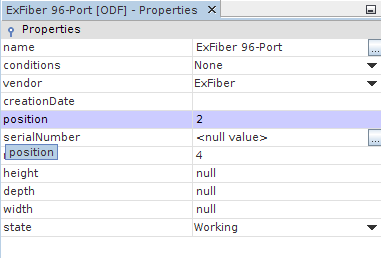 ExFiber 96-Port [ODF] - Properties
Properties
name ExFiber 96-Port ...
conditions None
vendor ExFiber
creationDate
position 2
serialNumber <null value> ...
position 4
height null
depth null
width null
state Working